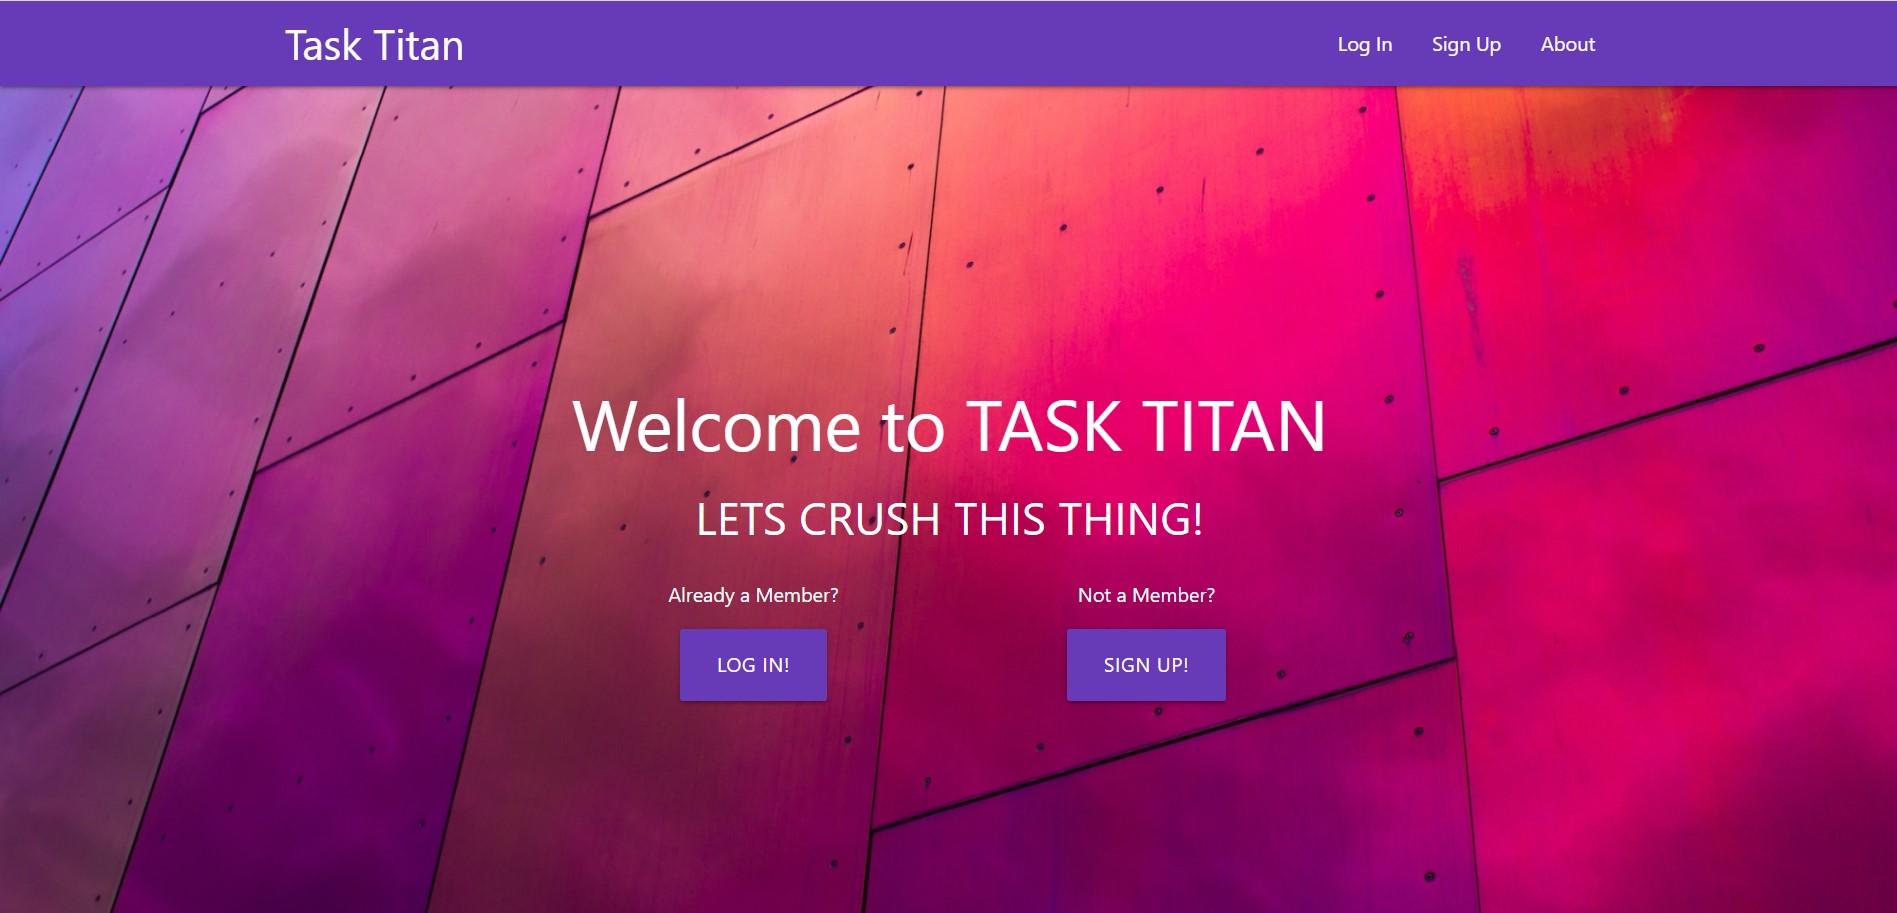 Task Titan
Log In Sign Up About
Welcome to TASK TITAN
LETS CRUSH THIS THING!
Already a Member? Not a Member?
LOG IN! SIGN UP!